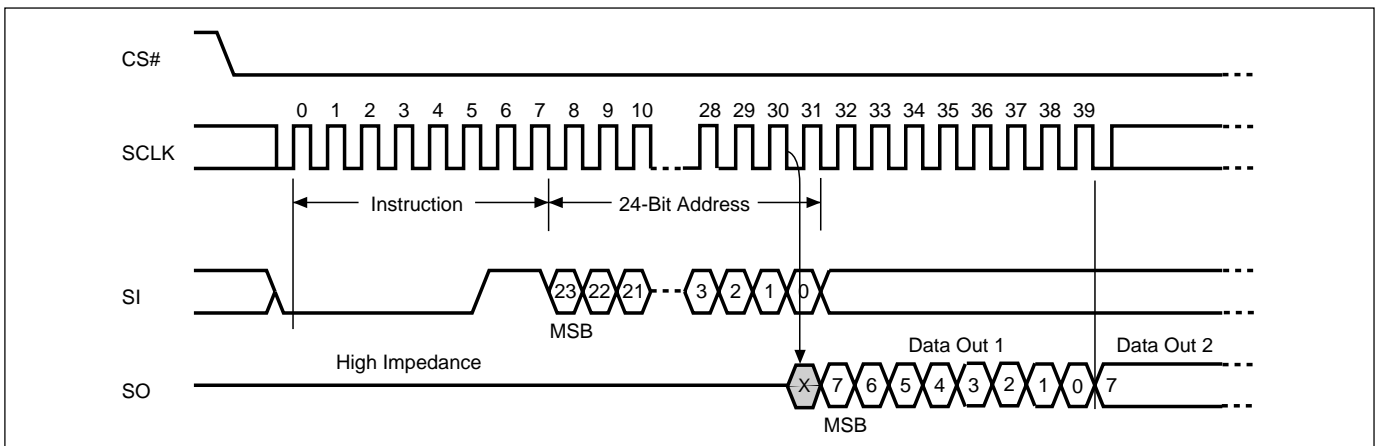 CS#
0 1 2 3 4 5 6 7 8 9 10 28 29 30 31 32 33 34 35 36 37 38 39
SCLK
Instruction 24-Bit Address
SI 23 22 21 3 2 1 0
MSB
High Impedance Data Out 1 Data Out 2
SO X 7 6 5 4 3 2 1 0 7
MSB